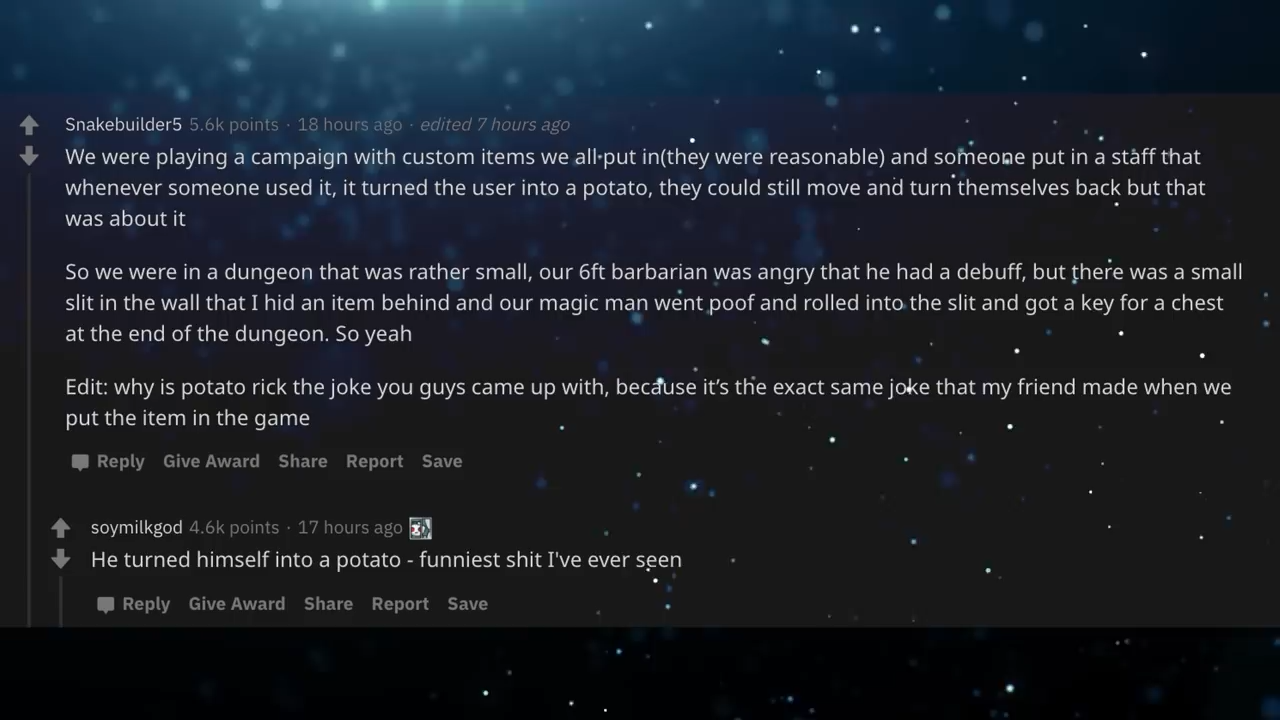 Snakebuilder5 5.6k points · 18 hours ago · edited 7 hours ago
We were playing a campaign with custom items we all put in(they were reasonable) and someone put in a staff that
whenever someone used it, it turned the user into a potato, they could still move and turn themselves back but that
was about it
So we were in a dungeon that was rather small, our 6ft barbarian was angry that he had a debuff, but there was a small
slit in the wall that I hid an item behind and our magic man went poof and rolled into the slit and got a key for a chest
at the end of the dungeon. So yeah
Edit: why is potato rick the joke you guys came up with, because it’s the exact same joke that my friend made when we
put the item in the game
Reply Give Award Share Report Save
soymilkgod 4.6k points · 17 hours ago
He turned himself into a potato - funniest shit I've ever seen
Reply Give Award Share Report Save